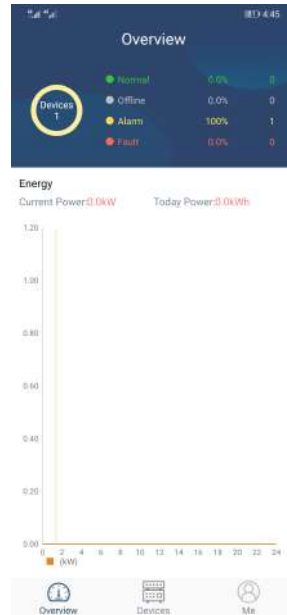 4:45
Overview
Devices
1
Normal 0.0% 0
Offline 0.0% 0
Alarm 100% 1
Fault 0.0% 0
Energy
Current Power:0.0kW Today Power:0.0kWh
1.20
1.00
0.80
0.60
0.40
0.20
0.00
0 2 4 6 8 10 12 14 16 18 20 22 24
(kW)
Overview Devices Me